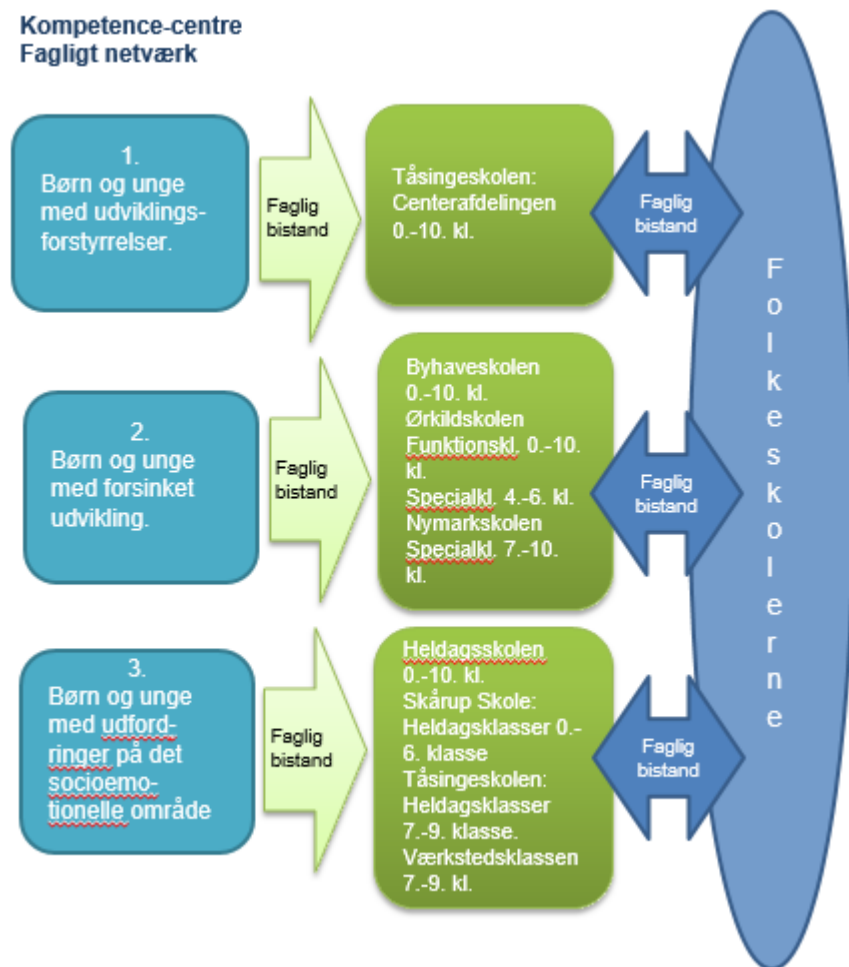 Kompetence-centre
Fagligt netværk
1.
Børn og unge
med udviklings-
forstyrrelser.
Faglig
bistand
Tåsingeskolen:
Centerafdelingen
0.-10. kl.
Faglig
bistand
2.
Børn og unge
med forsinket
udvikling.
Faglig
bistand
Byhaveskolen
0.-10. kl.
Ørkildskolen
Funktionskl. 0.-10.
kl.
Specialkl. 4.-6. kl.
Nymarkskolen
Specialkl. 7.-10.
kl.
Faglig
bistand
3.
Børn og unge
med udford-
ringer på det
socioemo-
tionelle område
Faglig
bistand
Heldagsskolen
0.-10. kl.
Skårup Skole:
Heldagsklasser 0.-
6. klasse
Tåsingeskolen:
Heldagsklasser
7.-9. klasse.
Værkstedsklassen
7.-9. kl.
Faglig
bistand
Folkeskolerne